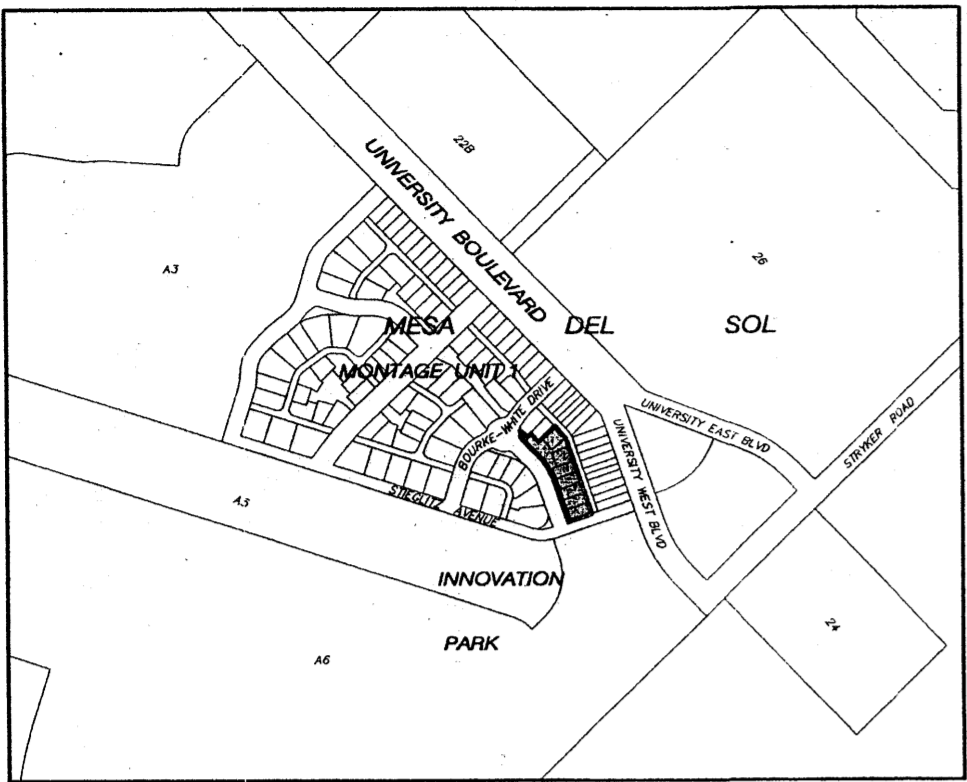 22B
UNIVERSITY BOULEVARD
A3
26
MESA DEL SOL
MONTAGE UNIT 1
BOURKE-WHITE DRIVE
UNIVERSITY EAST BLVD
STRYKER ROAD
UNIVERSITY WEST BLVD
STIEGLITZ AVENUE
A5
INNOVATION
PARK
24
A6